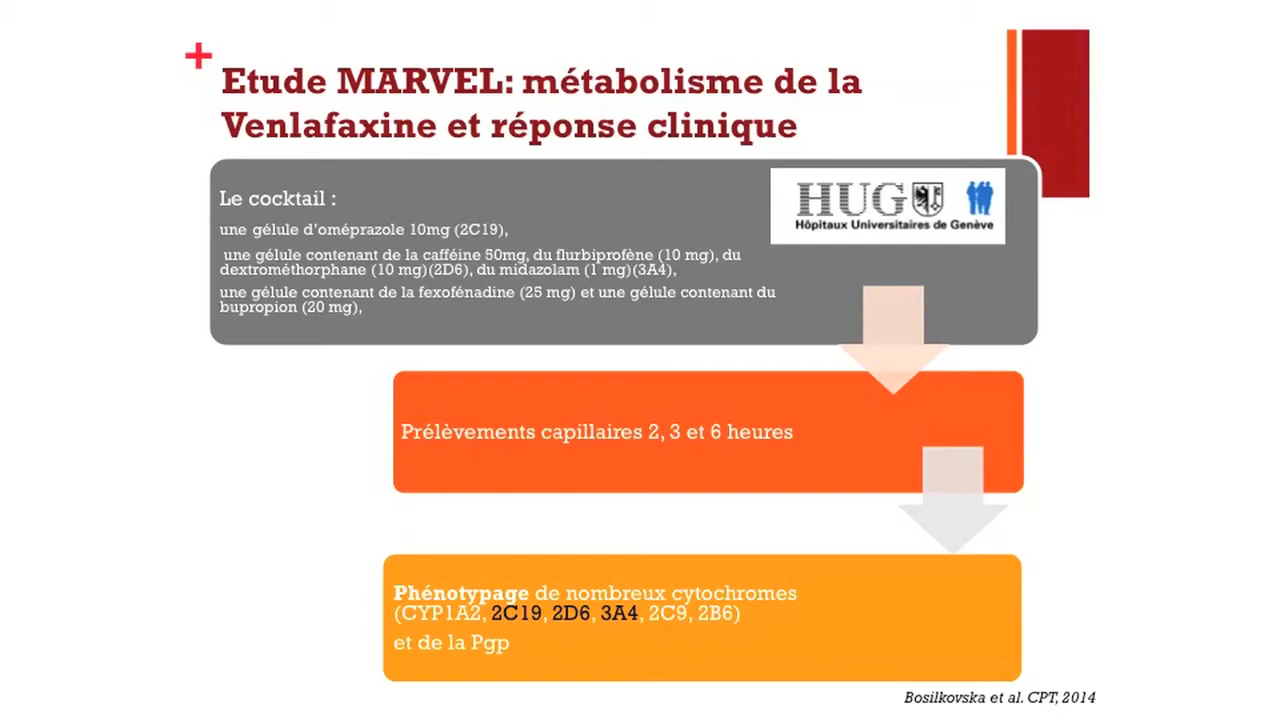 +
Etude MARVEL: métabolisme de la
Venlafaxine et réponse clinique
Le cocktail :
HUG
Hôpitaux Universitaires de Genève
une gélule d’oméprazole 10mg (2C19),
une gélule contenant de la cafféine 50mg, du flurbiprofène (10 mg), du
dextrométhorphane (10 mg)(2D6), du midazolam (1 mg)(3A4),
une gélule contenant de la fexofénadine (25 mg) et une gélule contenant du
bupropion (20 mg),
Prélèvements capillaires 2, 3 et 6 heures
Phénotypage de nombreux cytochromes
(CYP1A2, 2C19, 2D6, 3A4, 2C9, 2B6)
et de la Pgp
Bosilkovska et al. CPT, 2014